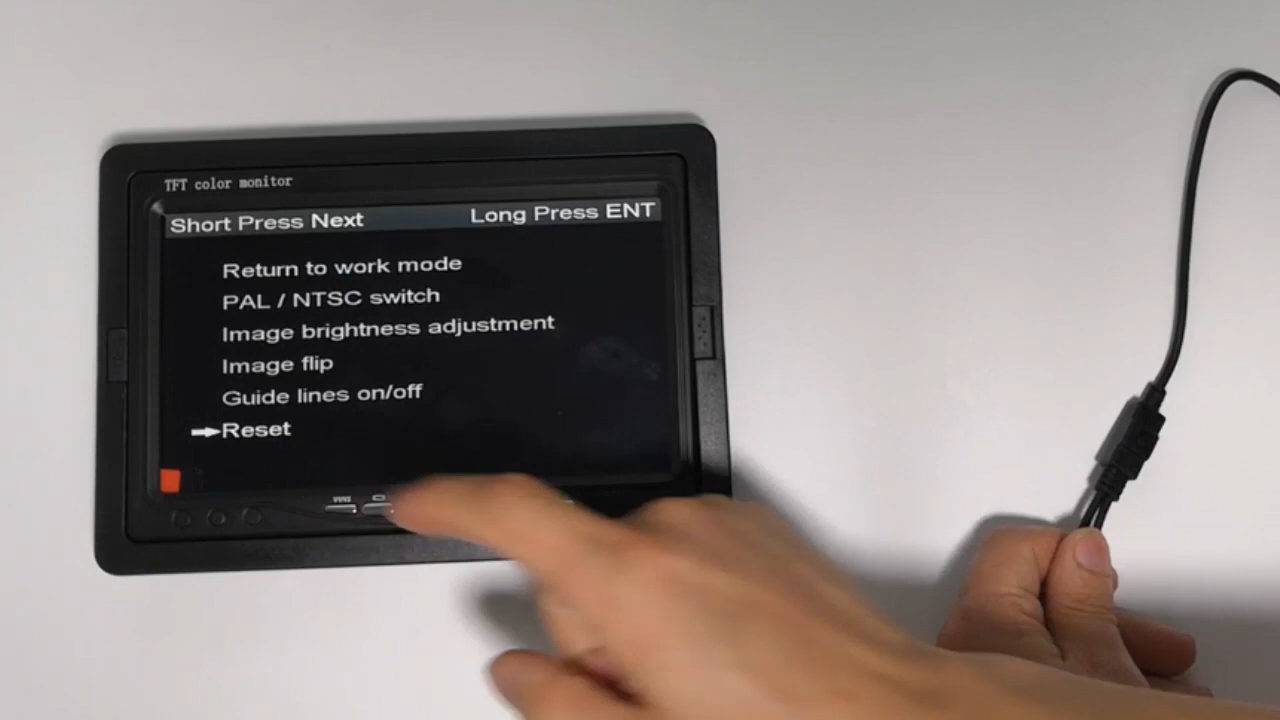 TFT color monitor
Short Press Next Long Press ENT
Return to work mode
PAL / NTSC switch
Image brightness adjustment
Image flip
Guide lines on/off
Reset